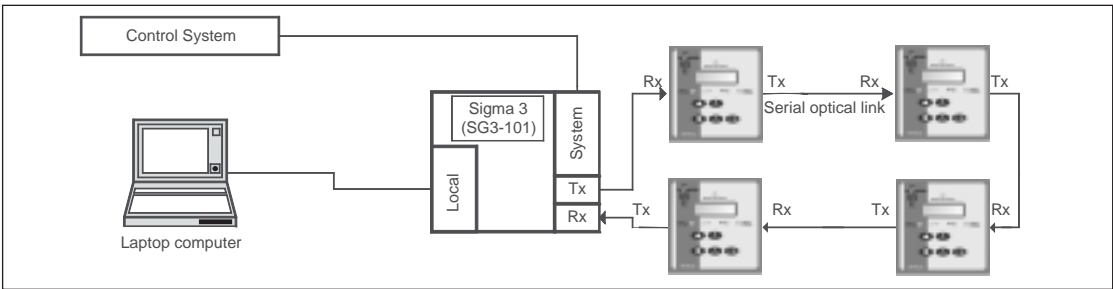 Control System
Sigma 3
(SG3-101)
System
Local
Tx
Rx
Laptop computer
Rx
Tx
Rx
Tx
Serial optical link
Tx
Rx
Tx
Rx